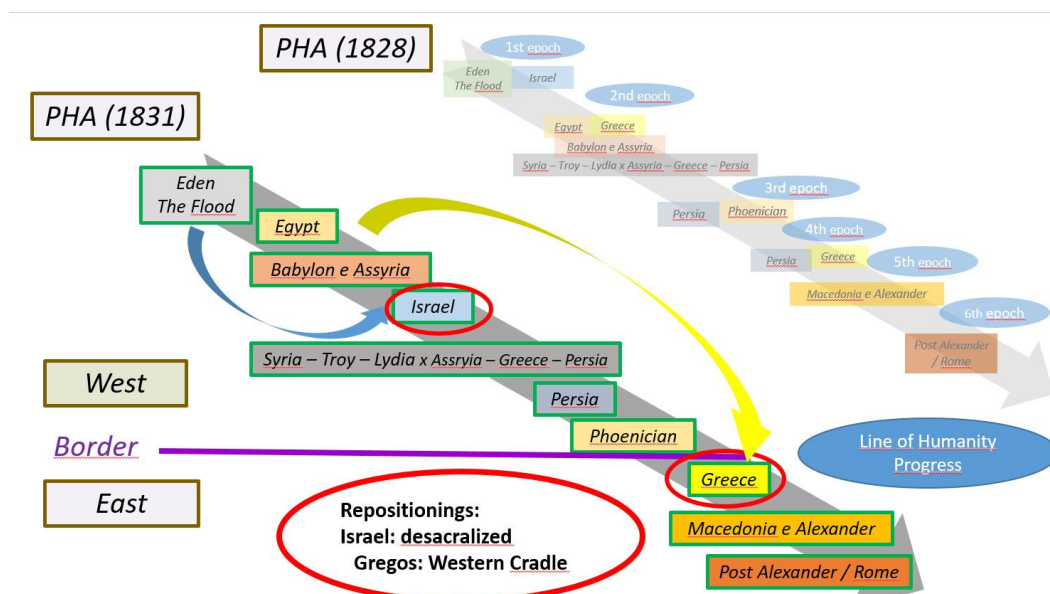 PHA (1828)
1st epoch
Eden
The Flood
Israel
2nd epoch
Egypt
Greece
Babylon e Assyria
Syria – Troy – Lydia x Assyria – Greece – Persia
3rd epoch
Persia
Phoenician
4th epoch
Persia
Greece
5th epoch
Macedonia e Alexander
6th epoch
Post Alexander
/ Rome
PHA (1831)
Eden
The Flood
Egypt
Babylon e Assyria
Israel
Syria – Troy – Lydia x Assryia – Greece – Persia
West
Persia
Phoenician
Border
Line of Humanity
Progress
Greece
East
Repositionings:
Israel: desacralized
Gregos: Western Cradle
Macedonia e Alexander
Post Alexander / Rome